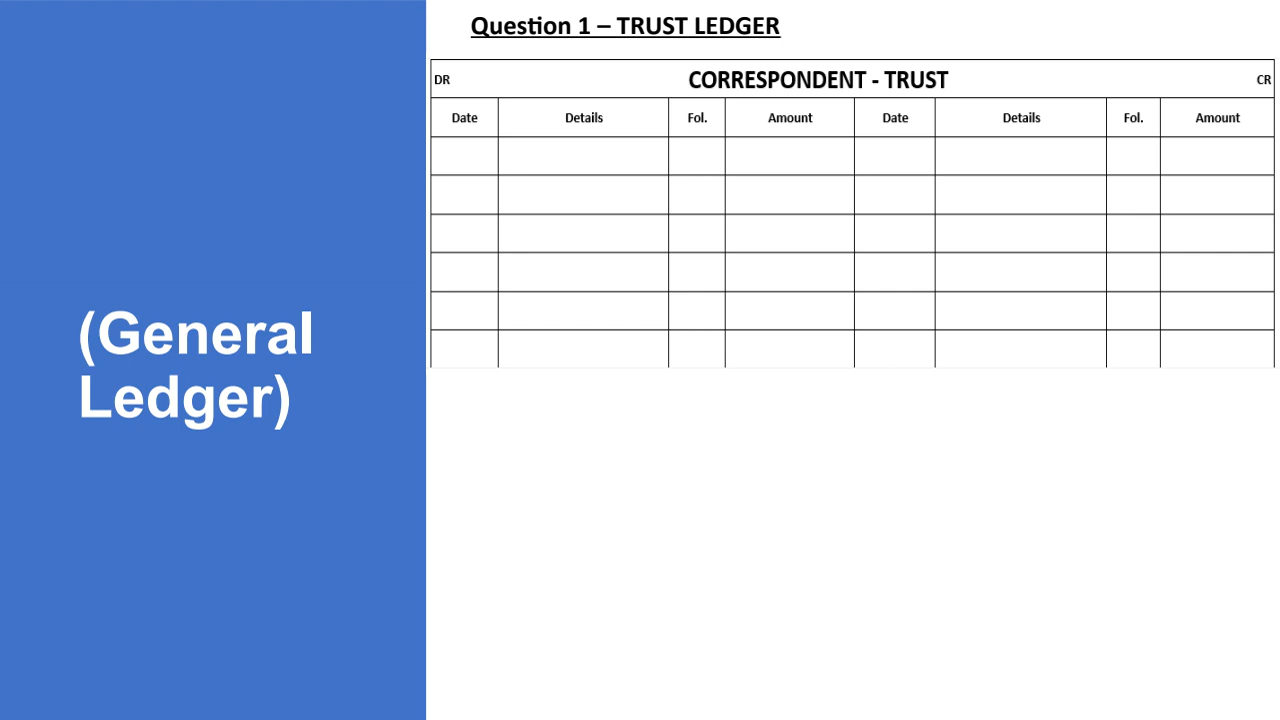 Question 1 – TRUST LEDGER
DR CORRESPONDENT - TRUST CR
Date Details Fol. Amount Date Details Fol. Amount
(General
Ledger)